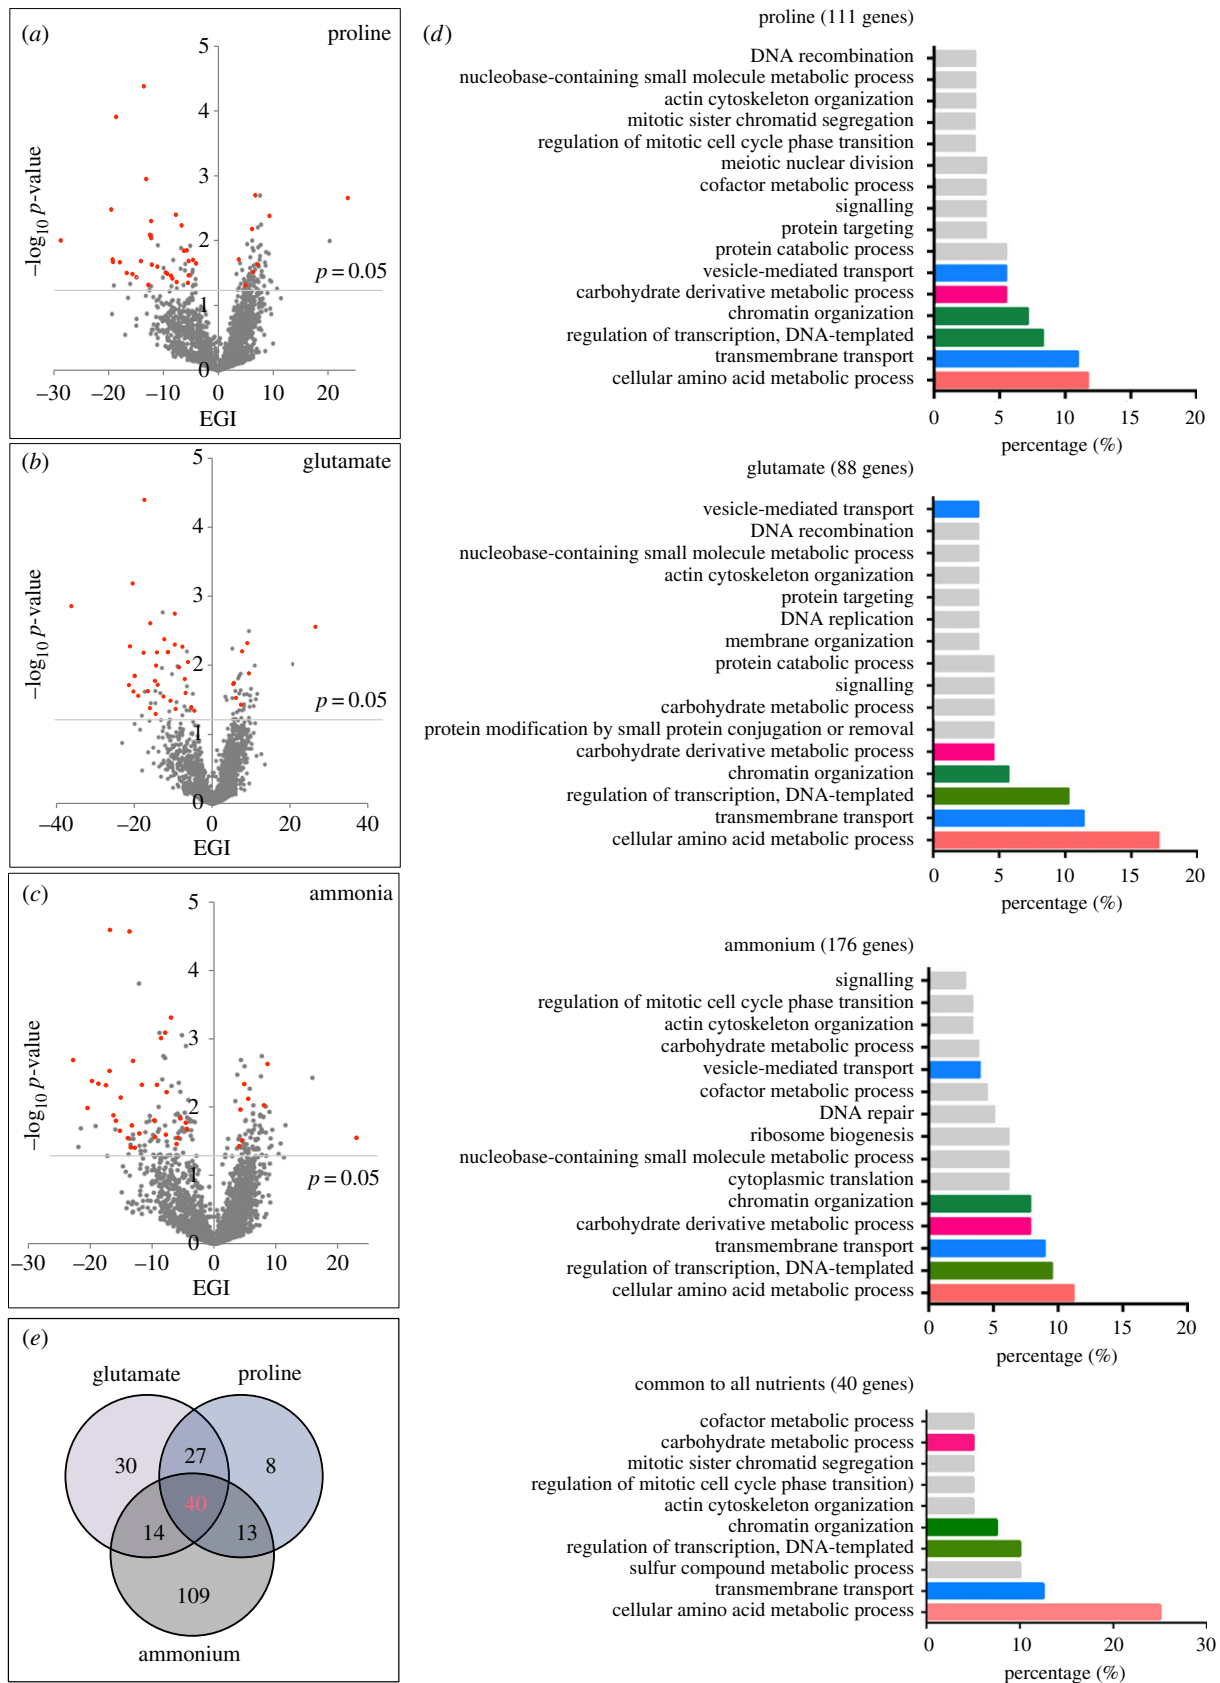 (a)
proline
5
4
3
2
1
0
−log10 p-value
p = 0.05
−30 −20 −10 0 10 20
EGI
(b)
glutamate
5
4
3
2
1
0
−log10 p-value
p = 0.05
−40 −20 0 20 40
EGI
(c)
ammonia
5
4
3
2
1
0
−log10 p-value
p = 0.05
−30 −20 −10 0 10 20
EGI
(e)
glutamate proline
30 27 8
40
14 13
109
ammonium
(d)
proline (111 genes)
DNA recombination
nucleobase-containing small molecule metabolic process
actin cytoskeleton organization
mitotic sister chromatid segregation
regulation of mitotic cell cycle phase transition
meiotic nuclear division
cofactor metabolic process
signalling
protein targeting
protein catabolic process
vesicle-mediated transport
carbohydrate derivative metabolic process
chromatin organization
regulation of transcription, DNA-templated
transmembrane transport
cellular amino acid metabolic process
0 5 10 15 20
percentage (%)
glutamate (88 genes)
vesicle-mediated transport
DNA recombination
nucleobase-containing small molecule metabolic process
actin cytoskeleton organization
protein targeting
DNA replication
membrane organization
protein catabolic process
signalling
carbohydrate metabolic process
protein modification by small protein conjugation or removal
carbohydrate derivative metabolic process
chromatin organization
regulation of transcription, DNA-templated
transmembrane transport
cellular amino acid metabolic process
0 5 10 15 20
percentage (%)
ammonium (176 genes)
signalling
regulation of mitotic cell cycle phase transition
actin cytoskeleton organization
carbohydrate metabolic process
vesicle-mediated transport
cofactor metabolic process
DNA repair
ribosome biogenesis
nucleobase-containing small molecule metabolic process
cytoplasmic translation
chromatin organization
carbohydrate derivative metabolic process
transmembrane transport
regulation of transcription, DNA-templated
cellular amino acid metabolic process
0 5 10 15 20
percentage (%)
common to all nutrients (40 genes)
cofactor metabolic process
carbohydrate metabolic process
mitotic sister chromatid segregation
regulation of mitotic cell cycle phase transition)
actin cytoskeleton organization
chromatin organization
regulation of transcription, DNA-templated
sulfur compound metabolic process
transmembrane transport
cellular amino acid metabolic process
0 10 20 30
percentage (%)